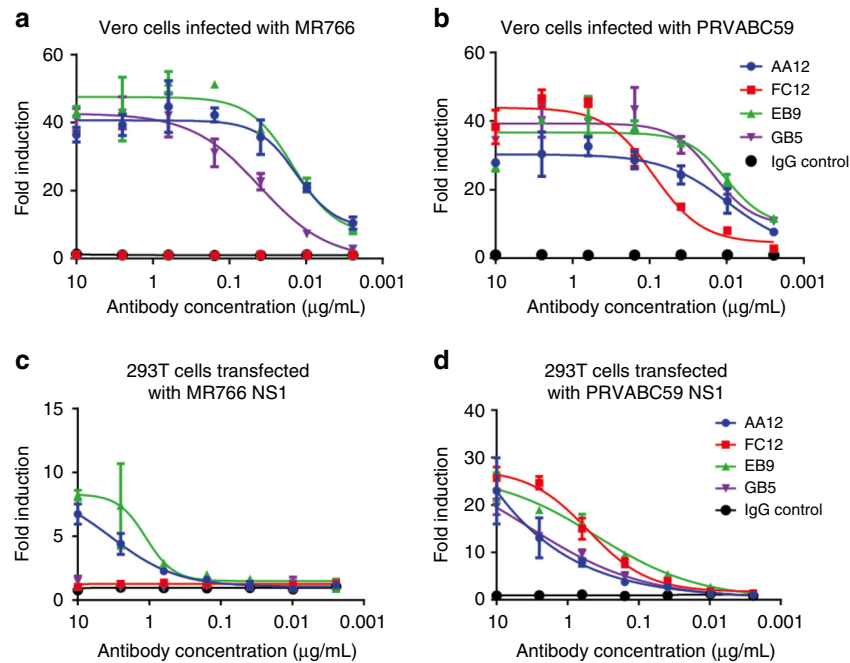 a
Vero cells infected with MR766
60
40
20
0
Fold induction
10
1
0.1
0.01
0.001
Antibody concentration (μg/mL)
b
Vero cells infected with PRVABC59
60
40
20
0
Fold induction
10
1
0.1
0.01
0.001
Antibody concentration (μg/mL)
AA12
FC12
EB9
GB5
IgG control
c
293T cells transfected
with MR766 NS1
15
10
5
0
Fold induction
10
1
0.1
0.01
0.001
Antibody concentration (μg/mL)
d
293T cells transfected
with PRVABC59 NS1
40
30
20
10
0
Fold induction
10
1
0.1
0.01
0.001
Antibody concentration (μg/mL)
AA12
FC12
EB9
GB5
IgG control